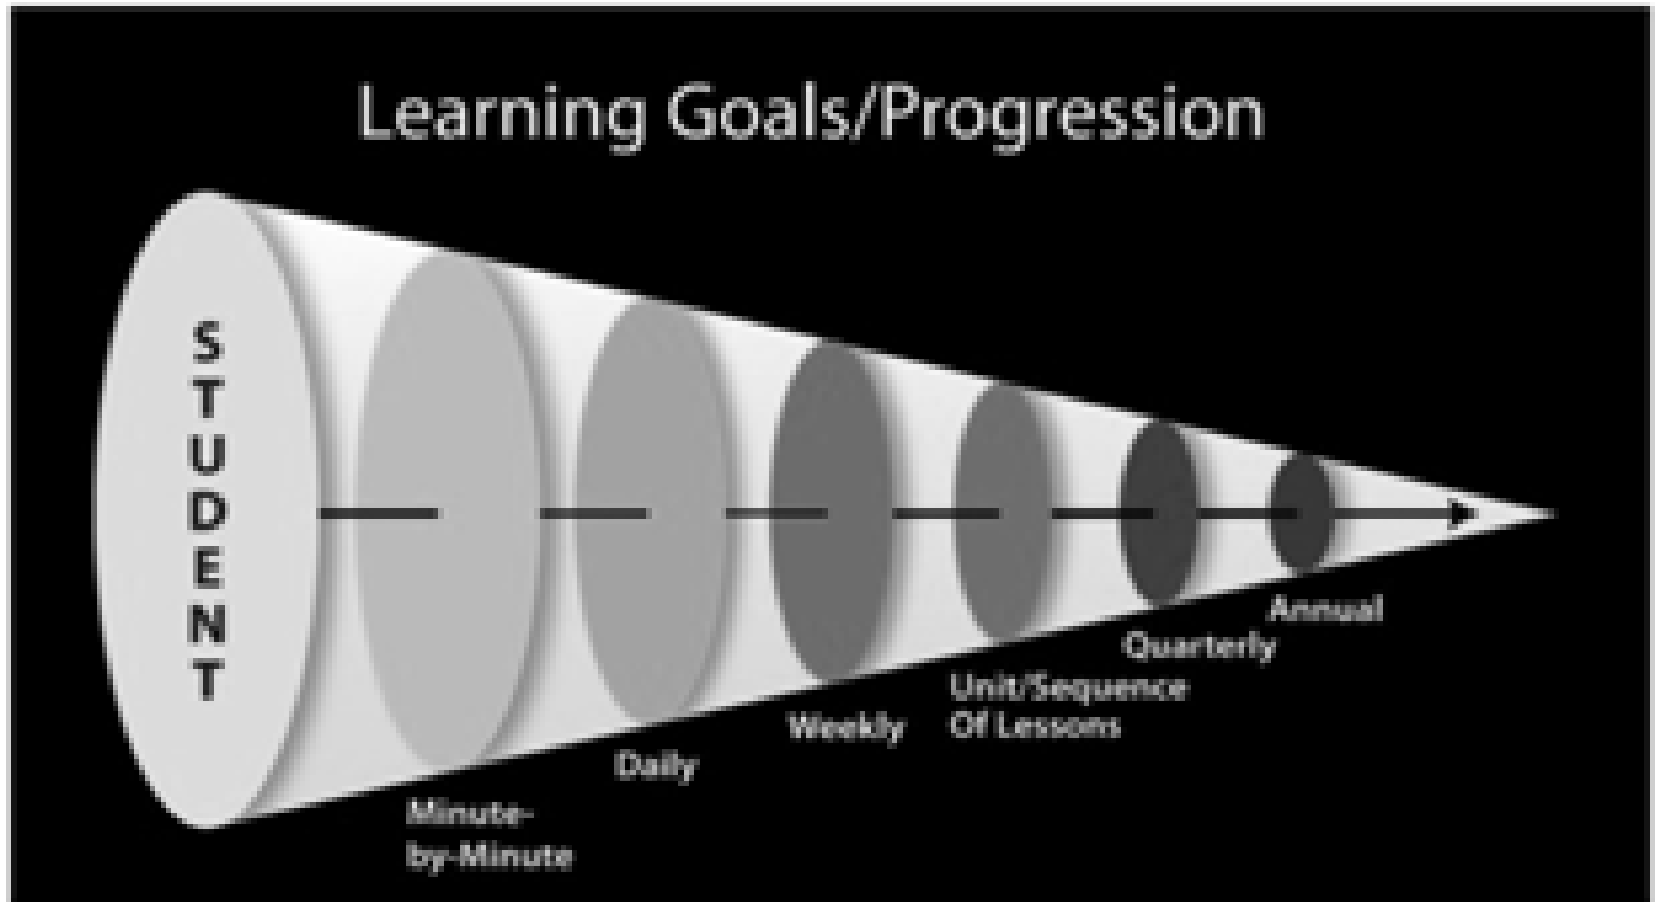 Learning Goals/Progression
STUDENT
Minute-
by-Minute
Daily
Weekly
Unit/Sequence
Of Lessons
Quarterly
Annual